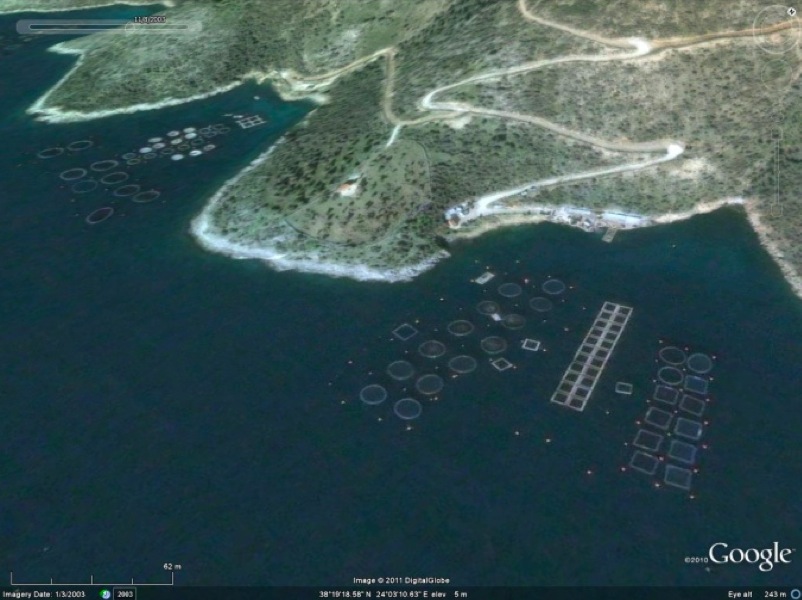 62 m
Image © 2011 DigitalGlobe
©2010 Google
Imagery Date: 1/3/2003
2003
38°19'18.58" N 24°03'10.63" E elev 5 m
Eye alt 243 m